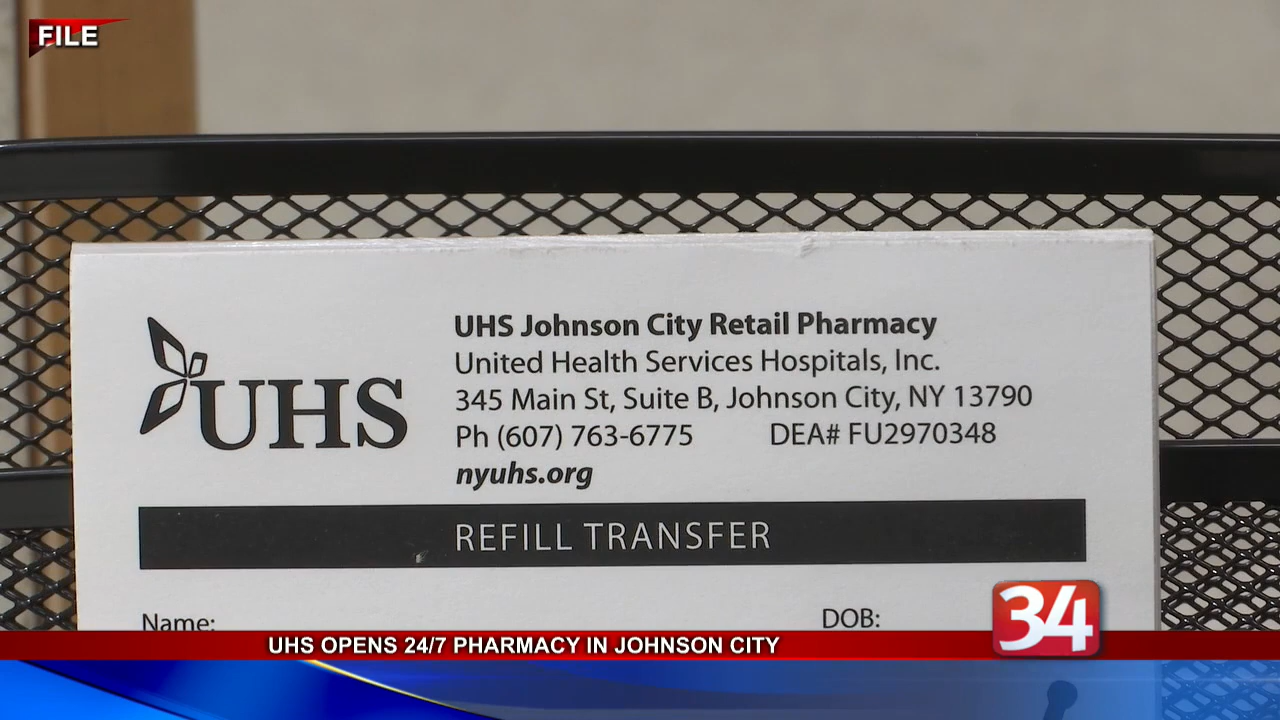 FILE
UHS
UHS Johnson City Retail Pharmacy
United Health Services Hospitals, Inc.
345 Main St, Suite B, Johnson City, NY 13790
Ph (607) 763-6775 DEA# FU2970348
nyuhs.org
REFILL TRANSFER
Name: DOB:
34
UHS OPENS 24/7 PHARMACY IN JOHNSON CITY